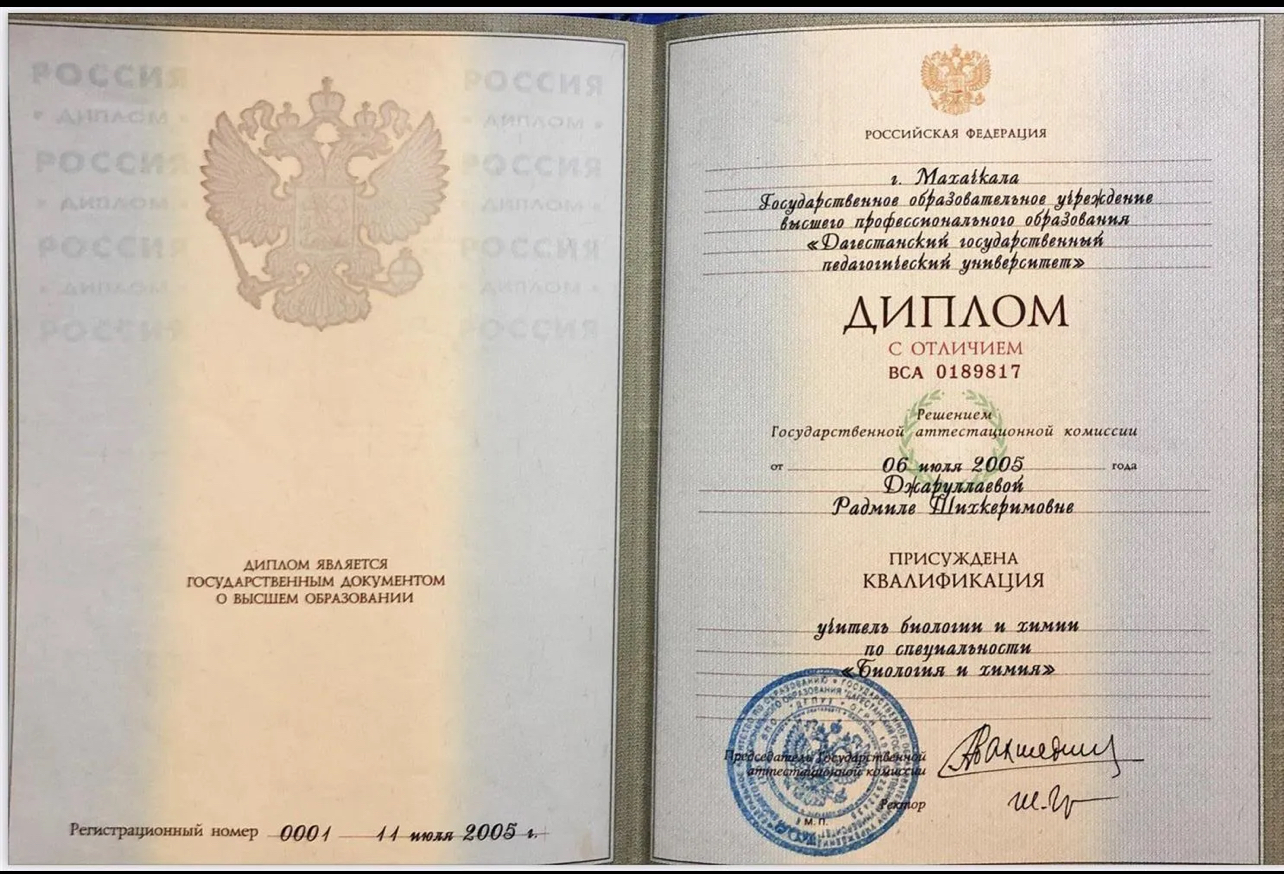 РОССИЯ РОССИЯ
• ДИПЛОМ • • ДИПЛОМ •
РОССИЯ РОССИЯ
• ДИПЛОМ • • ДИПЛОМ •
РОССИЯ РОССИЯ
• ДИПЛОМ • • ДИПЛОМ •
РОССИЯ РОССИЯ
ДИПЛОМ ЯВЛЯЕТСЯ
ГОСУДАРСТВЕННЫМ ДОКУМЕНТОМ
О ВЫСШЕМ ОБРАЗОВАНИИ
Регистрационный номер 0001 11 июля 2005 г.
РОССИЙСКАЯ ФЕДЕРАЦИЯ
г. Махачкала
Государственное образовательное учреждение
высшего профессионального образования
«Дагестанский государственный
педагогический университет»
ДИПЛОМ
С ОТЛИЧИЕМ
ВСА 0189817
Решением
Государственной аттестационной комиссии
от 06 июля 2005 года
Джаруллаевой
Радмиле Шихкеримовне
ПРИСУЖДЕНА
КВАЛИФИКАЦИЯ
учитель биологии и химии
по специальности
«Биология и химия»
Председатель Государственной
аттестационной комиссии
Ректор
М.П.